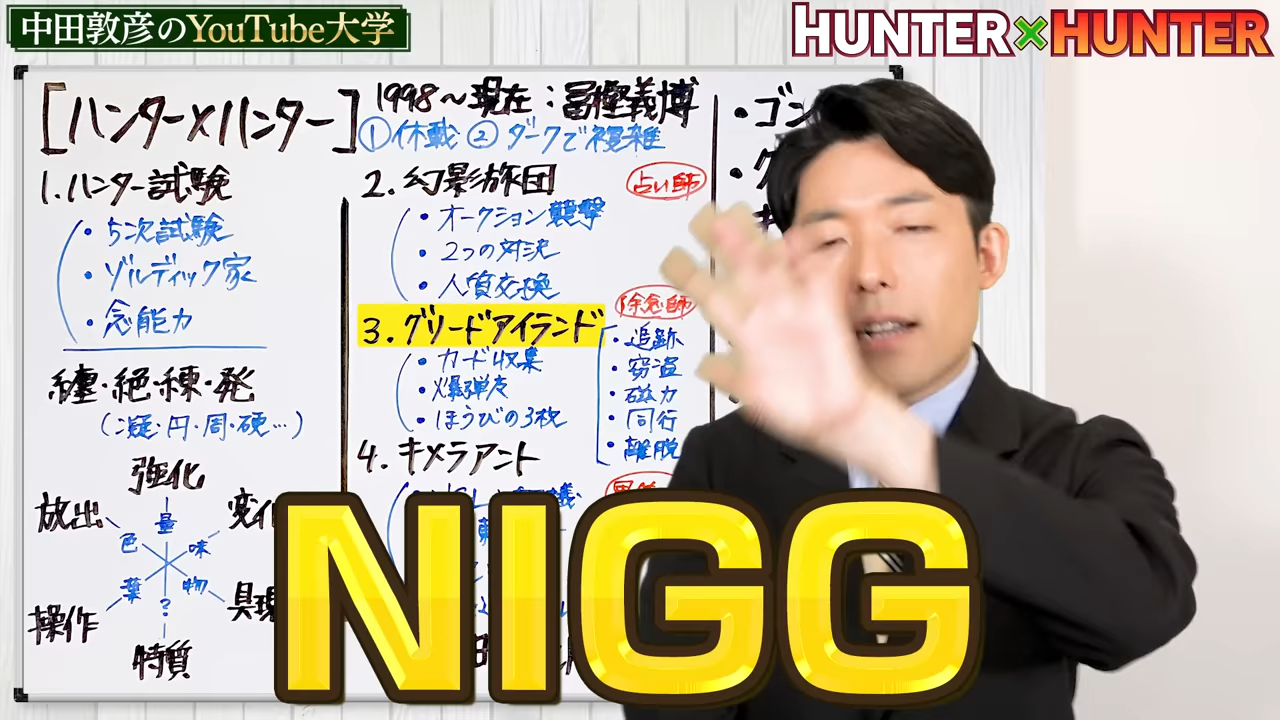 中田敦彦のYouTube大学
HUNTER×HUNTER
[ハンター×ハンター]
1998〜現在：冨樫義博
①休載 ②ダークで複雑
1.ハンター試験
・5次試験
・ゾルディック家
・念能力
纏・絶・練・発
(凝・円・周・硬…)
強化
放出
変化
量
色
味
葉
物
?
操作
具現
特質
2.幻影旅団
占い師
・オークション襲撃
・2つの対決
・人質交換
3.グリードアイランド
除念師
・カード収集
・爆弾魔
・ほうびの3枚
・追跡
・窃盗
・磁力
・同行
・離脱
4.キメラアント
・ゴン
NIGG